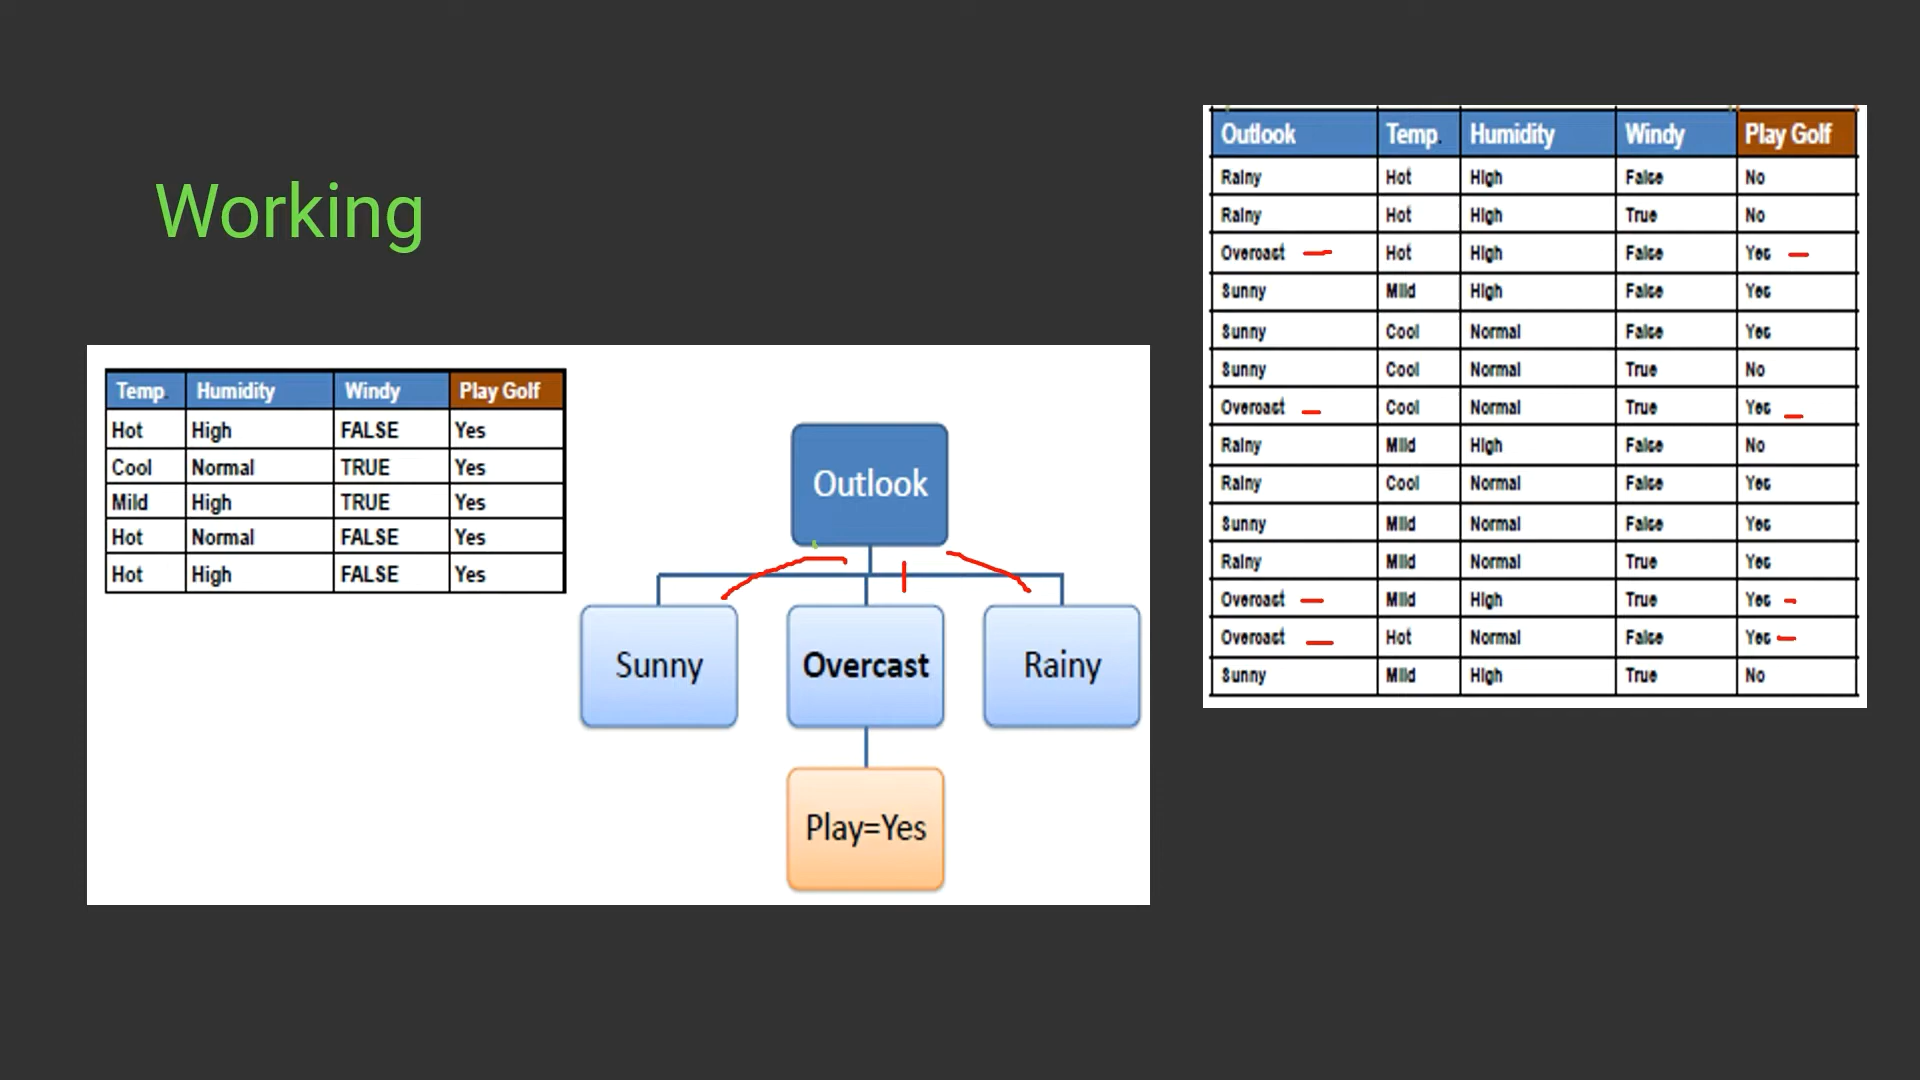 Working
Temp. Humidity Windy Play Golf
Hot High FALSE Yes
Cool Normal TRUE Yes
Mild High TRUE Yes
Hot Normal FALSE Yes
Hot High FALSE Yes
Outlook
Sunny Overcast Rainy
Play=Yes
Outlook Temp. Humidity Windy Play Golf
Rainy Hot High False No
Rainy Hot High True No
Overcast Hot High False Yes
Sunny Mild High False Yes
Sunny Cool Normal False Yes
Sunny Cool Normal True No
Overcast Cool Normal True Yes
Rainy Mild High False No
Rainy Cool Normal False Yes
Sunny Mild Normal False Yes
Rainy Mild Normal True Yes
Overcast Mild High True Yes
Overcast Hot Normal False Yes
Sunny Mild High True No